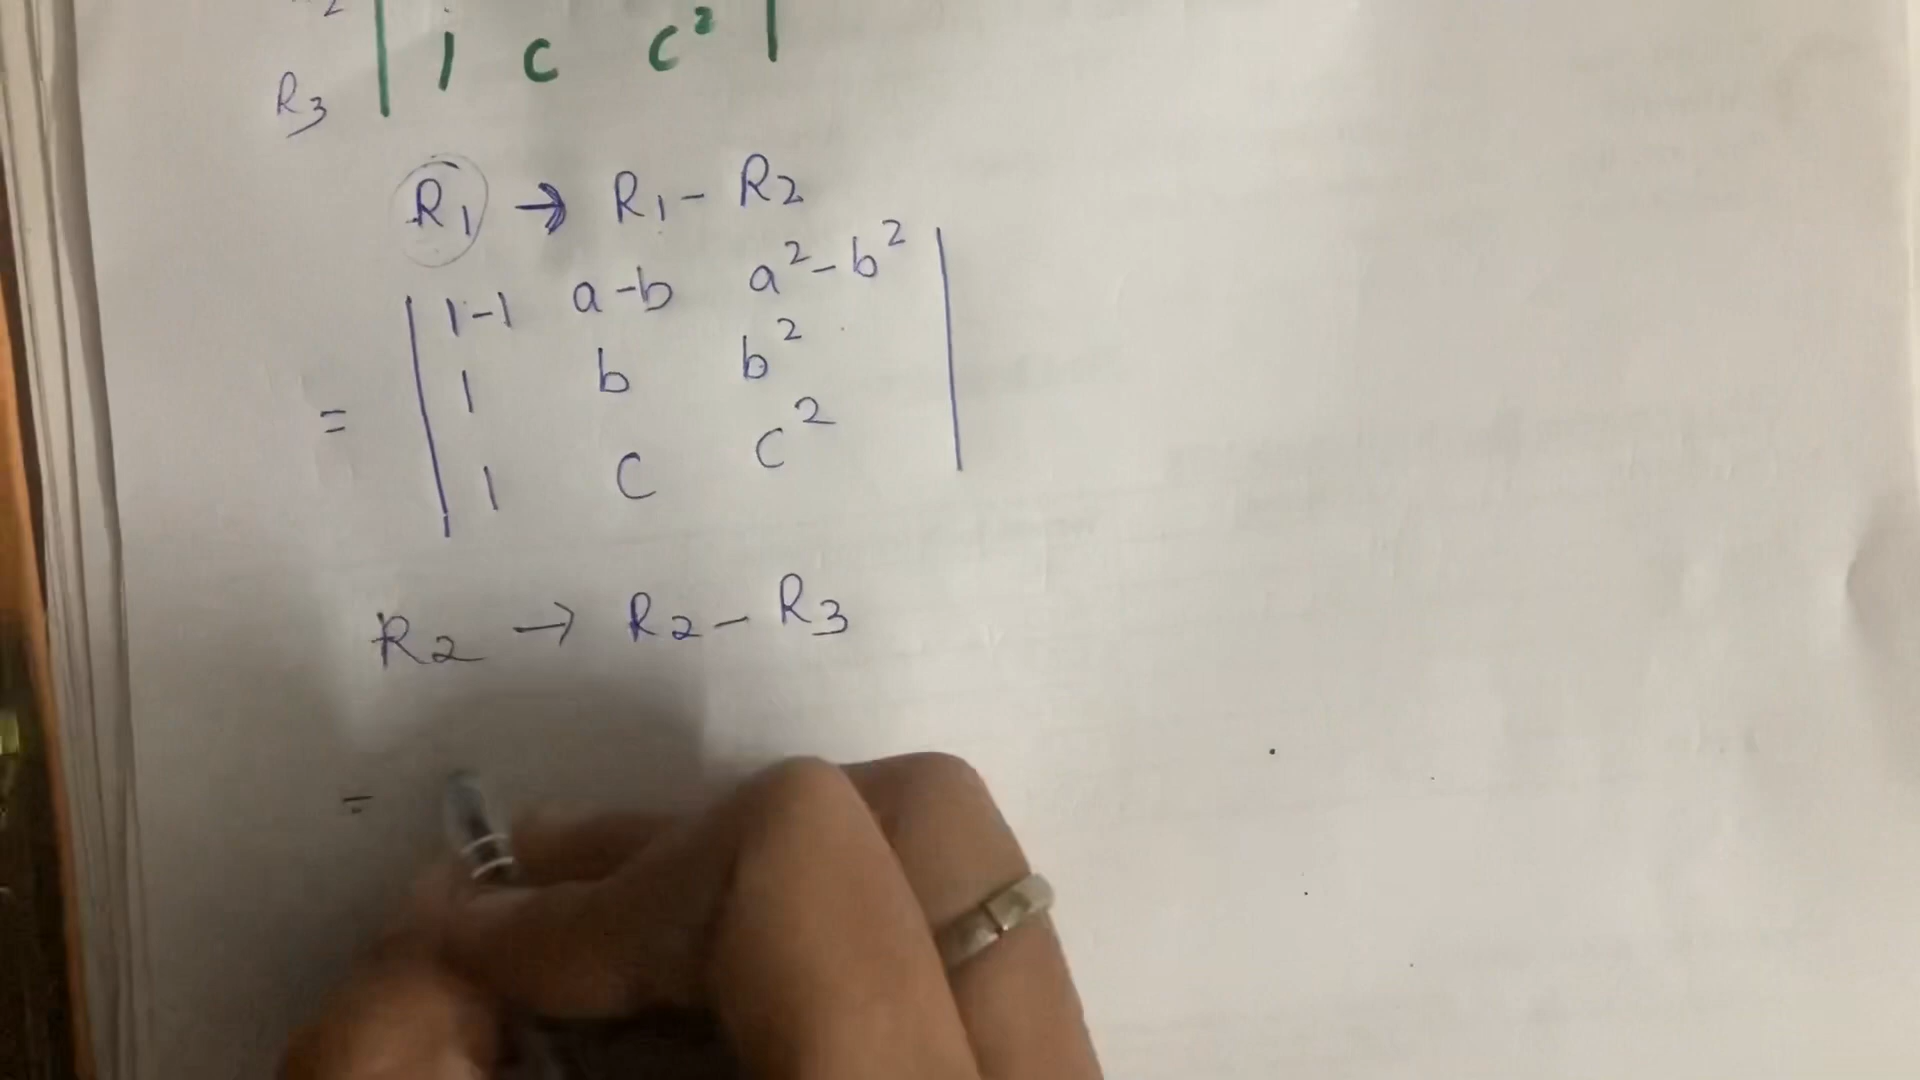 | 1 c c² |
R3
R1 → R1 - R2
| 1-1 a-b a²-b² |
| 1 b b² |
= | 1 c c² |
R2 → R2 - R3
=